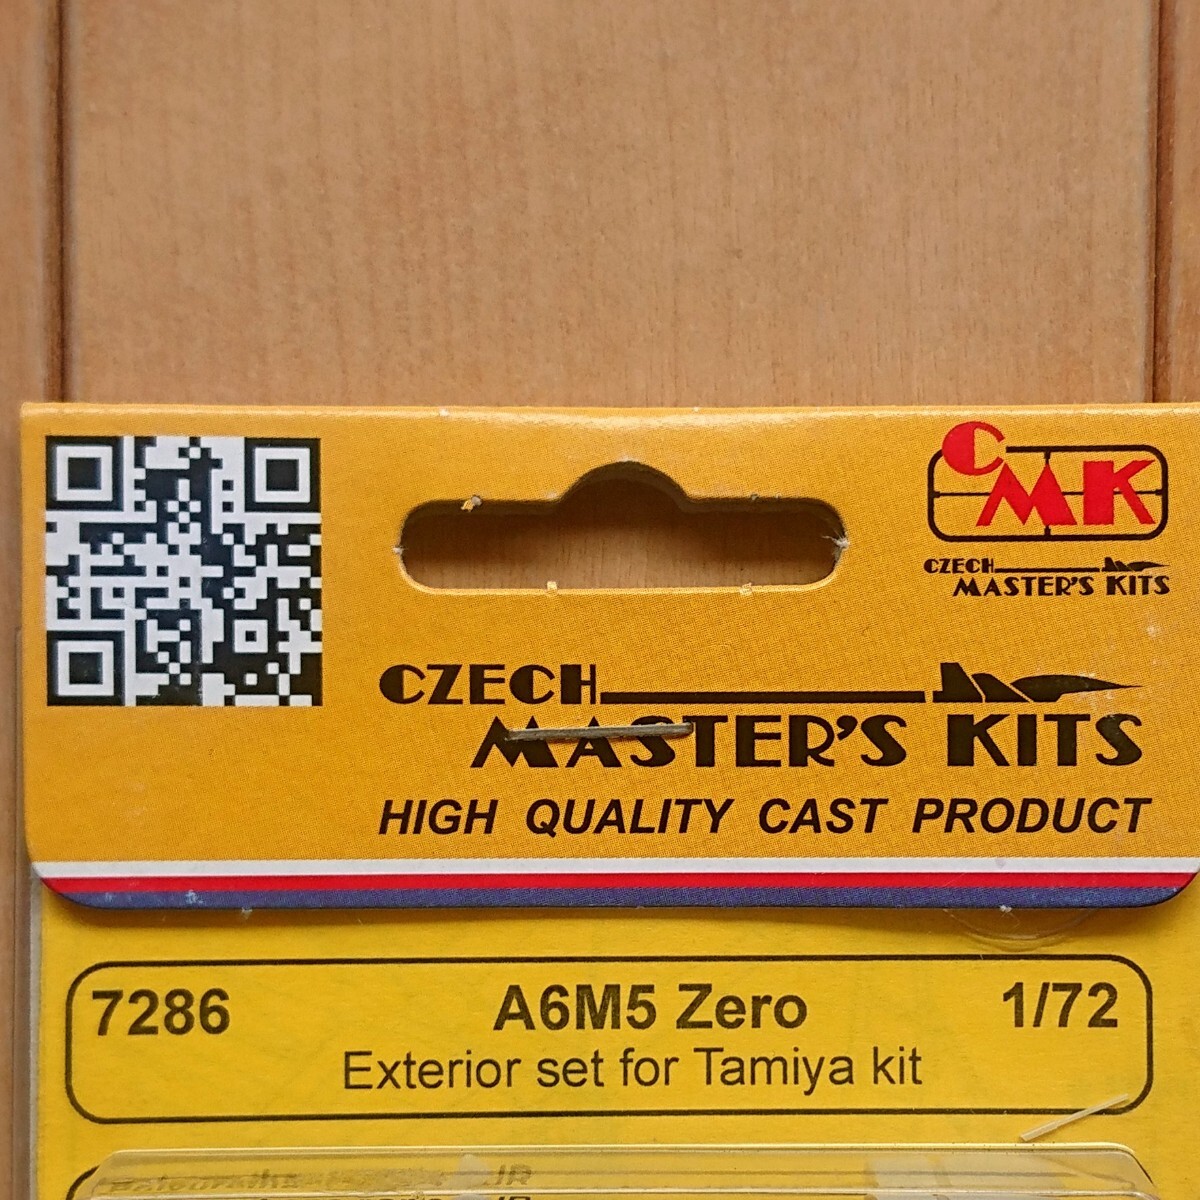 CMK
CZECH
MASTER'S KITS
CZECH
MASTER'S KITS
HIGH QUALITY CAST PRODUCT
7286 A6M5 Zero 1/72
Exterior set for Tamiya kit